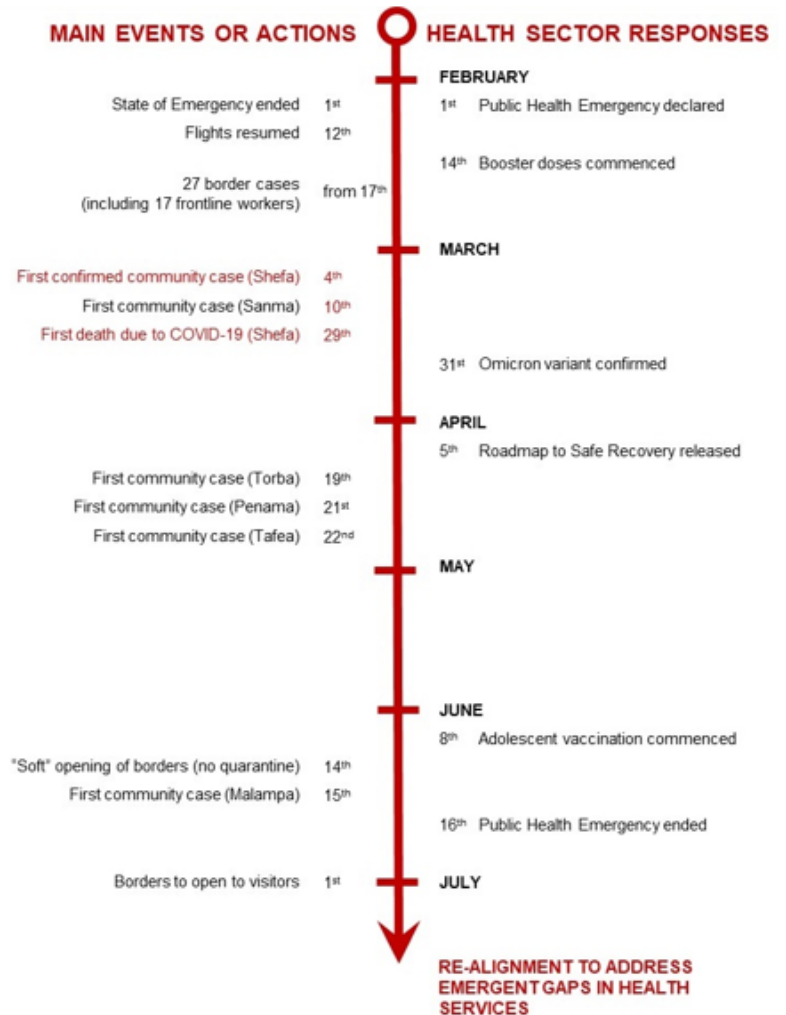 MAIN EVENTS OR ACTIONS
HEALTH SECTOR RESPONSES
FEBRUARY
State of Emergency ended 1st
1st Public Health Emergency declared
Flights resumed 12th
14th Booster doses commenced
27 border cases
(including 17 frontline workers) from 17th
MARCH
First confirmed community case (Shefa) 4th
First community case (Sanma) 10th
First death due to COVID-19 (Shefa) 29th
31st Omicron variant confirmed
APRIL
5th Roadmap to Safe Recovery released
First community case (Torba) 19th
First community case (Penama) 21st
First community case (Tafea) 22nd
MAY
JUNE
8th Adolescent vaccination commenced
"Soft" opening of borders (no quarantine) 14th
First community case (Malampa) 15th
16th Public Health Emergency ended
Borders to open to visitors 1st
JULY
RE-ALIGNMENT TO ADDRESS
EMERGENT GAPS IN HEALTH
SERVICES